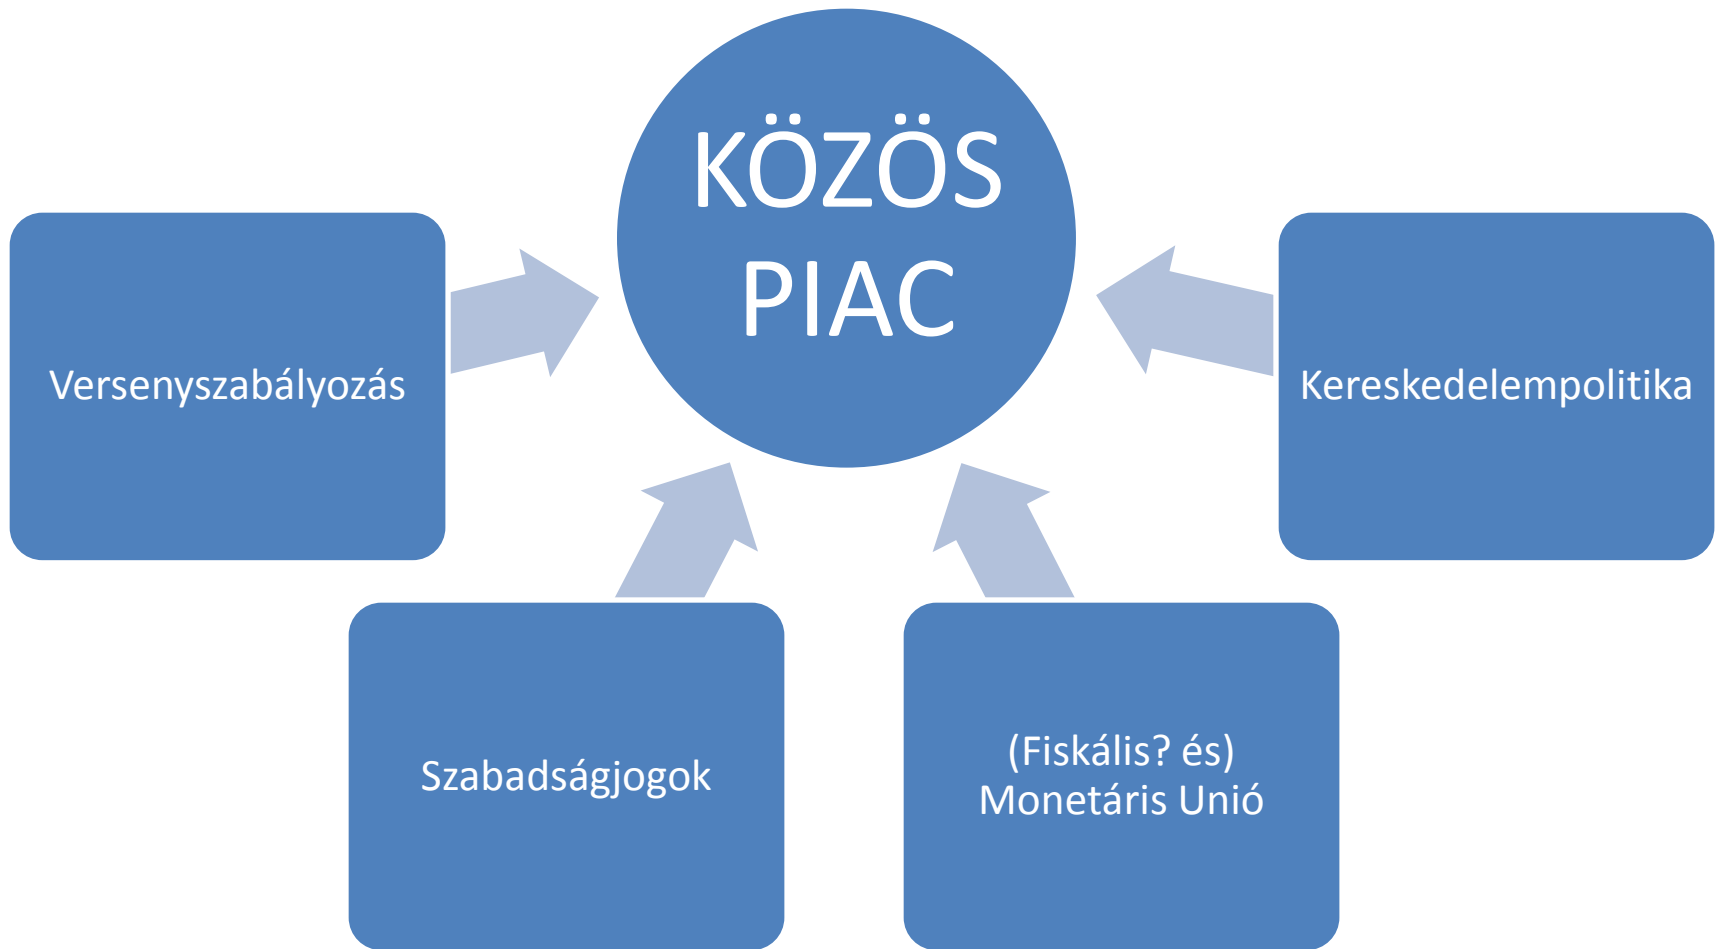 KÖZÖS
PIAC
Versenyszabályozás
Kereskedelempolitika
Szabadságjogok
(Fiskális? és)
Monetáris Unió